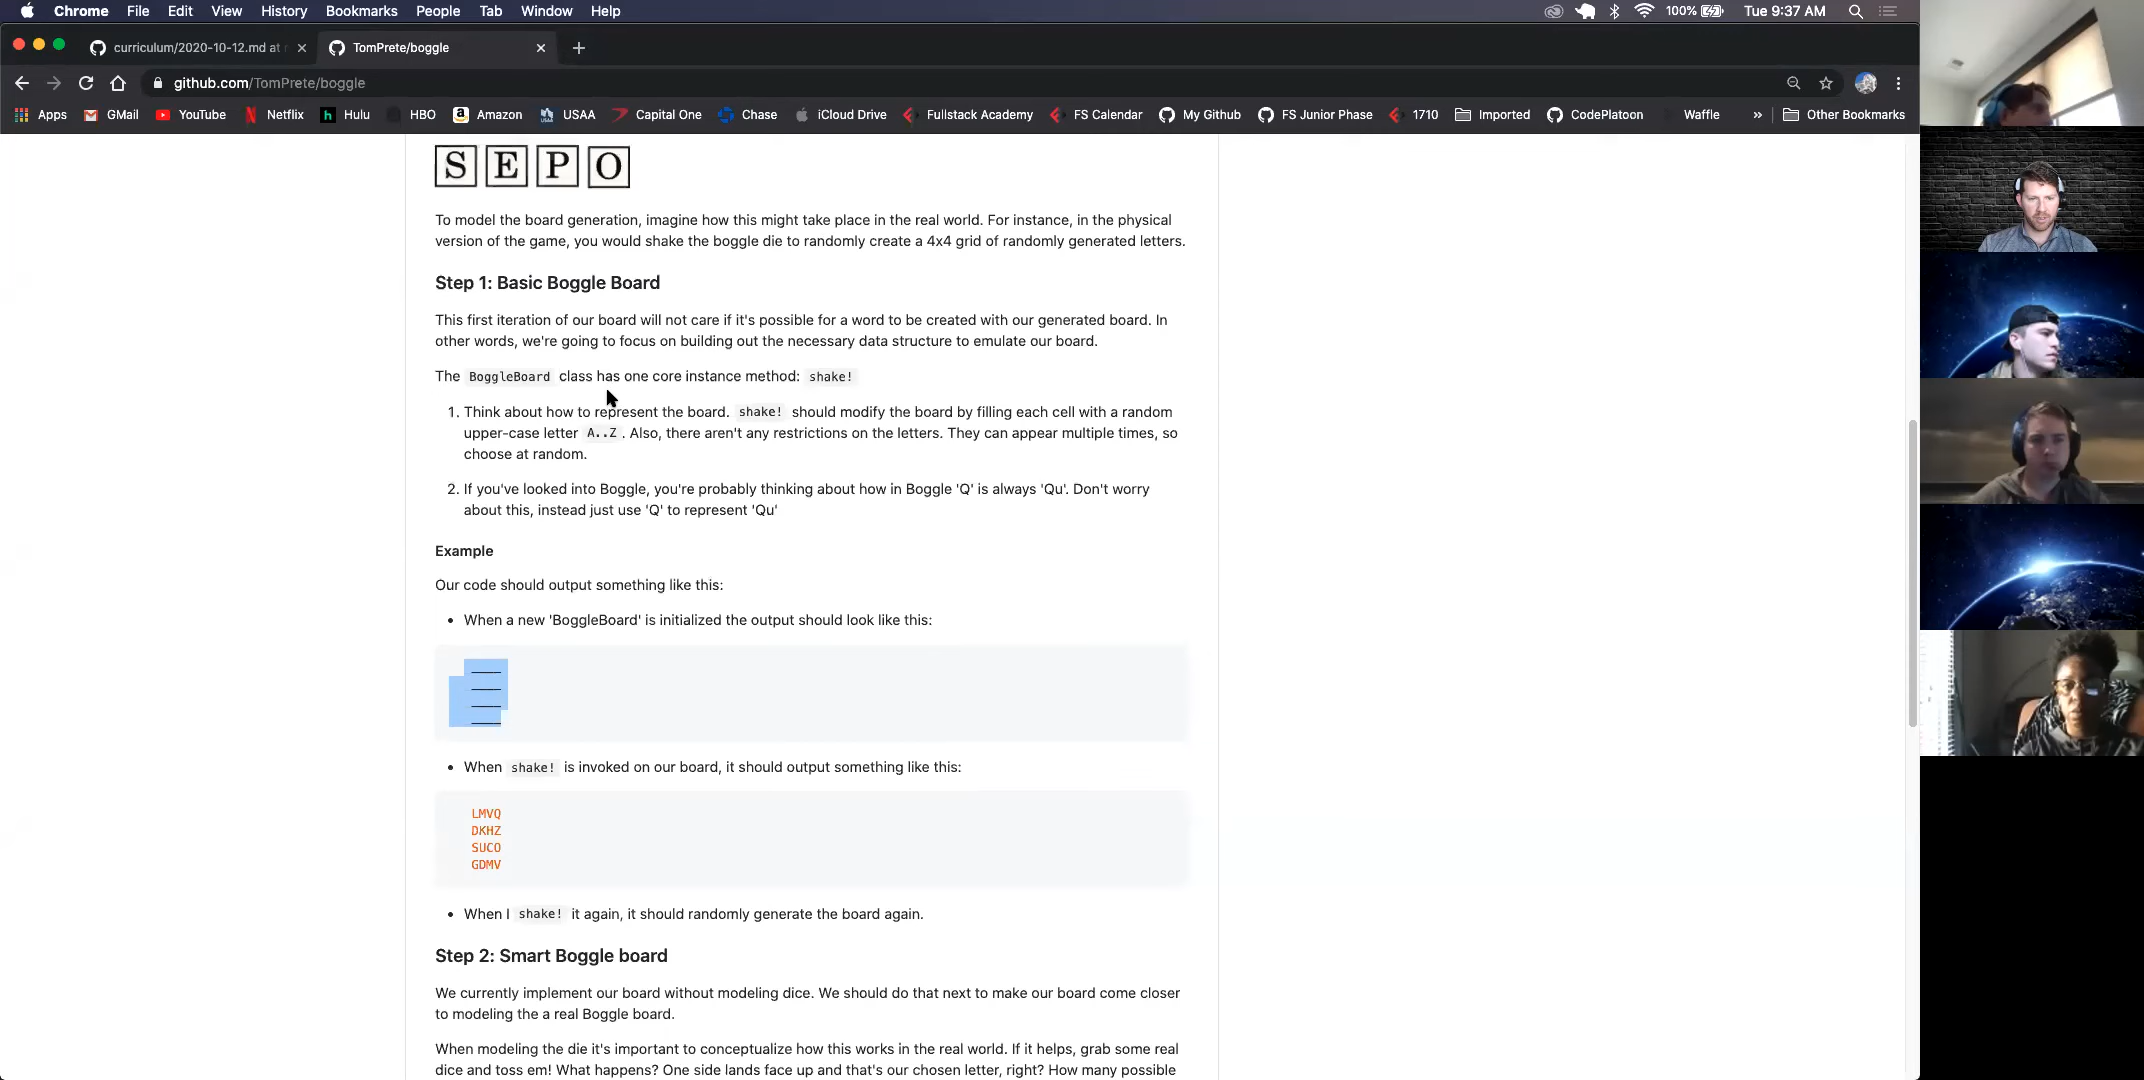 Chrome File Edit View History Bookmarks People Tab Window Help 100% Tue 9:37 AM
curriculum/2020-10-12.md at TomPrete/boggle
github.com/TomPrete/boggle
Apps GMail YouTube Netflix Hulu HBO Amazon USAA Capital One Chase iCloud Drive Fullstack Academy FS Calendar My Github FS Junior Phase 1710 Imported CodePlatoon Waffle » Other Bookmarks
S E P O
To model the board generation, imagine how this might take place in the real world. For instance, in the physical
version of the game, you would shake the boggle die to randomly create a 4x4 grid of randomly generated letters.
Step 1: Basic Boggle Board
This first iteration of our board will not care if it's possible for a word to be created with our generated board. In
other words, we're going to focus on building out the necessary data structure to emulate our board.
The BoggleBoard class has one core instance method: shake!
1. Think about how to represent the board. shake! should modify the board by filling each cell with a random
upper-case letter A..Z. Also, there aren't any restrictions on the letters. They can appear multiple times, so
choose at random.
2. If you've looked into Boggle, you're probably thinking about how in Boggle 'Q' is always 'Qu'. Don't worry
about this, instead just use 'Q' to represent 'Qu'
Example
Our code should output something like this:
• When a new 'BoggleBoard' is initialized the output should look like this:
____
____
____
____
• When shake! is invoked on our board, it should output something like this:
LMVQ
DKHZ
SUCO
GDMV
• When I shake! it again, it should randomly generate the board again.
Step 2: Smart Boggle board
We currently implement our board without modeling dice. We should do that next to make our board come closer
to modeling the a real Boggle board.
When modeling the die it's important to conceptualize how this works in the real world. If it helps, grab some real
dice and toss em! What happens? One side lands face up and that's our chosen letter, right? How many possible